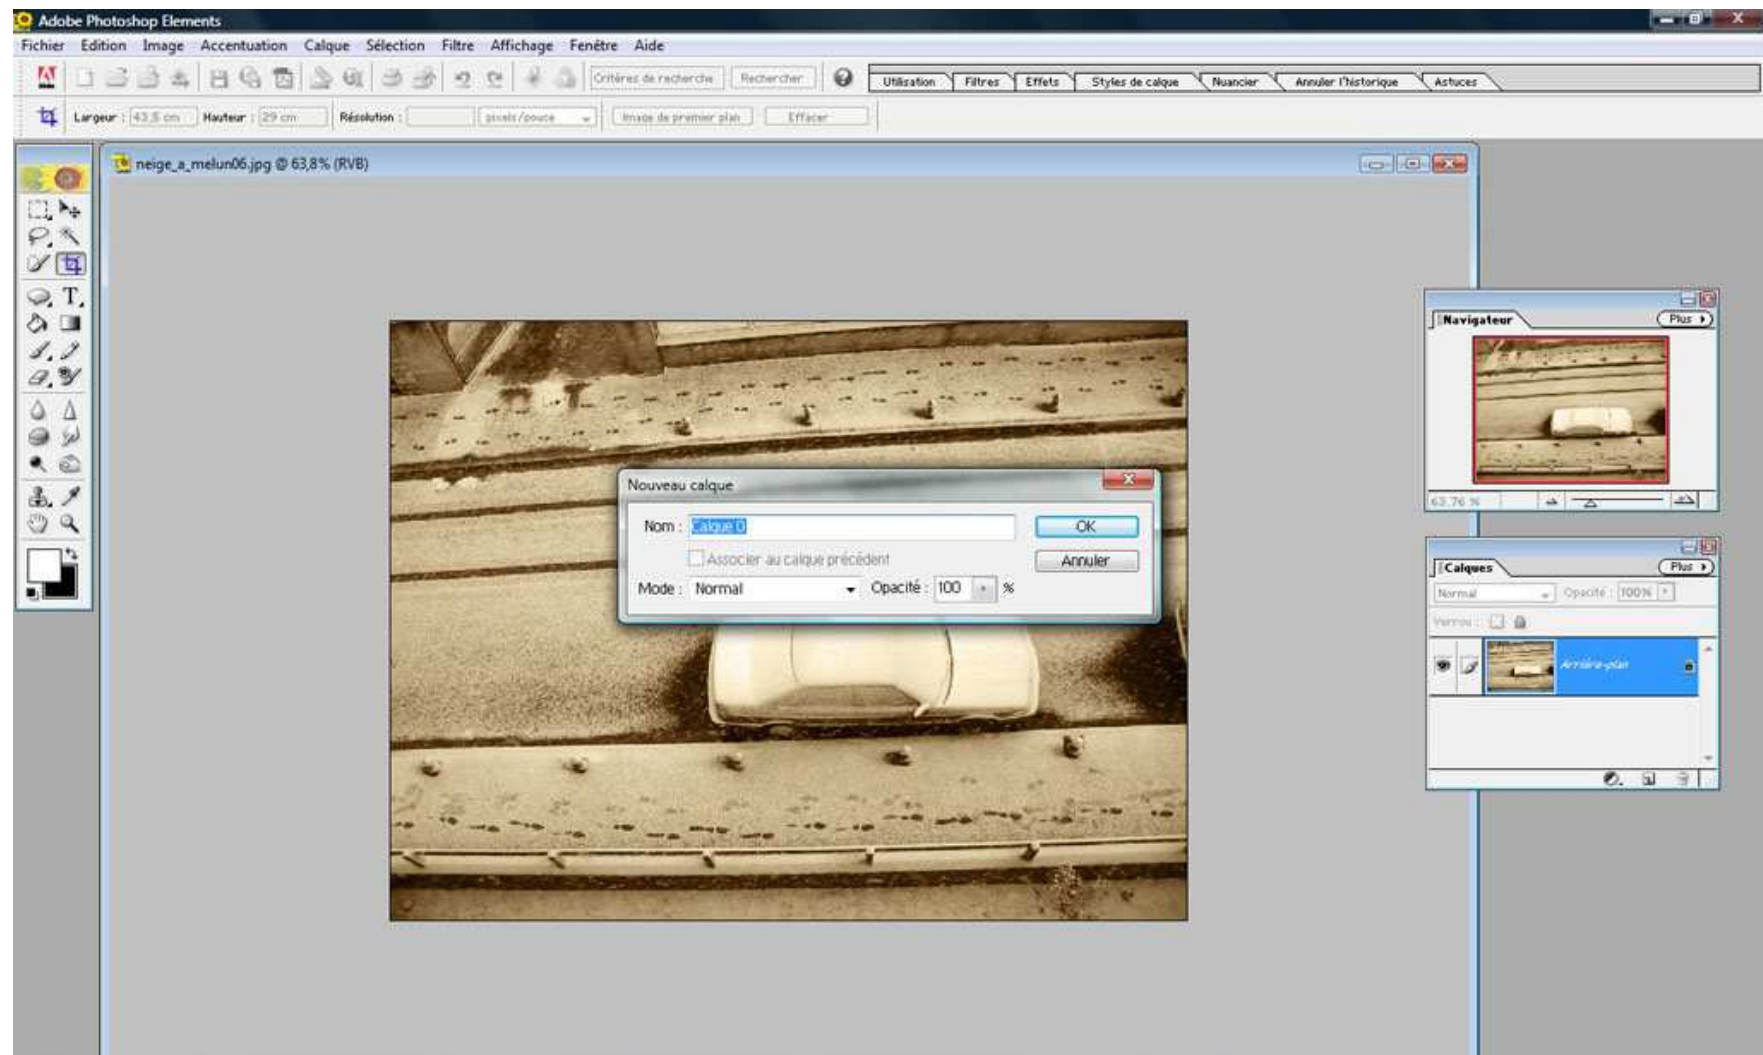 Adobe Photoshop Elements
Fichier Edition Image Accentuation Calque Sélection Filtre Affichage Fenêtre Aide
Critères de recherche Rechercher Utilisation Filtres Effets Styles de calque Nuancier Annuler l'historique Astuces
Largeur : 43,5 cm Hauteur : 29 cm Résolution : pixels/pouce Image de premier plan Effacer
neige_a_melun06.jpg @ 63,8% (RVB)
T
Navigateur Plus
63.76 %
Nouveau calque
Nom : Calque 0 OK
Associer au calque précédent Annuler
Mode : Normal Opacité : 100 %
Calques Plus
Normal Opacité : 100%
Verrou :
Arrière-plan